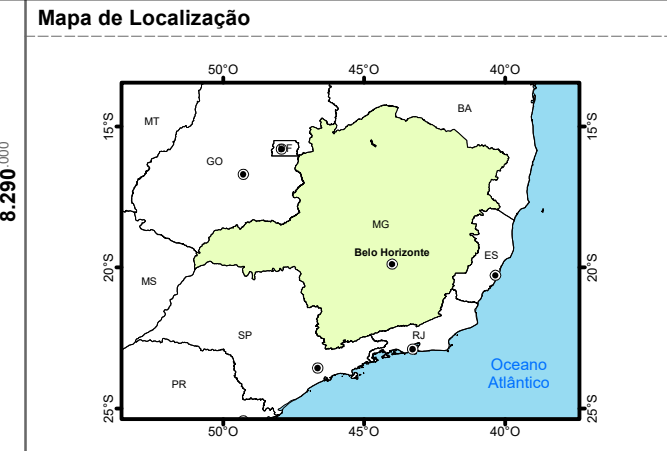 Mapa de Localização
8.290.000
50°O 45°O 40°O
15°S 15°S
MT
BA
GO
DF
MG
Belo Horizonte
ES
20°S 20°S
MS
SP
RJ
PR
Oceano
Atlântico
25°S 25°S
50°O 45°O 40°O